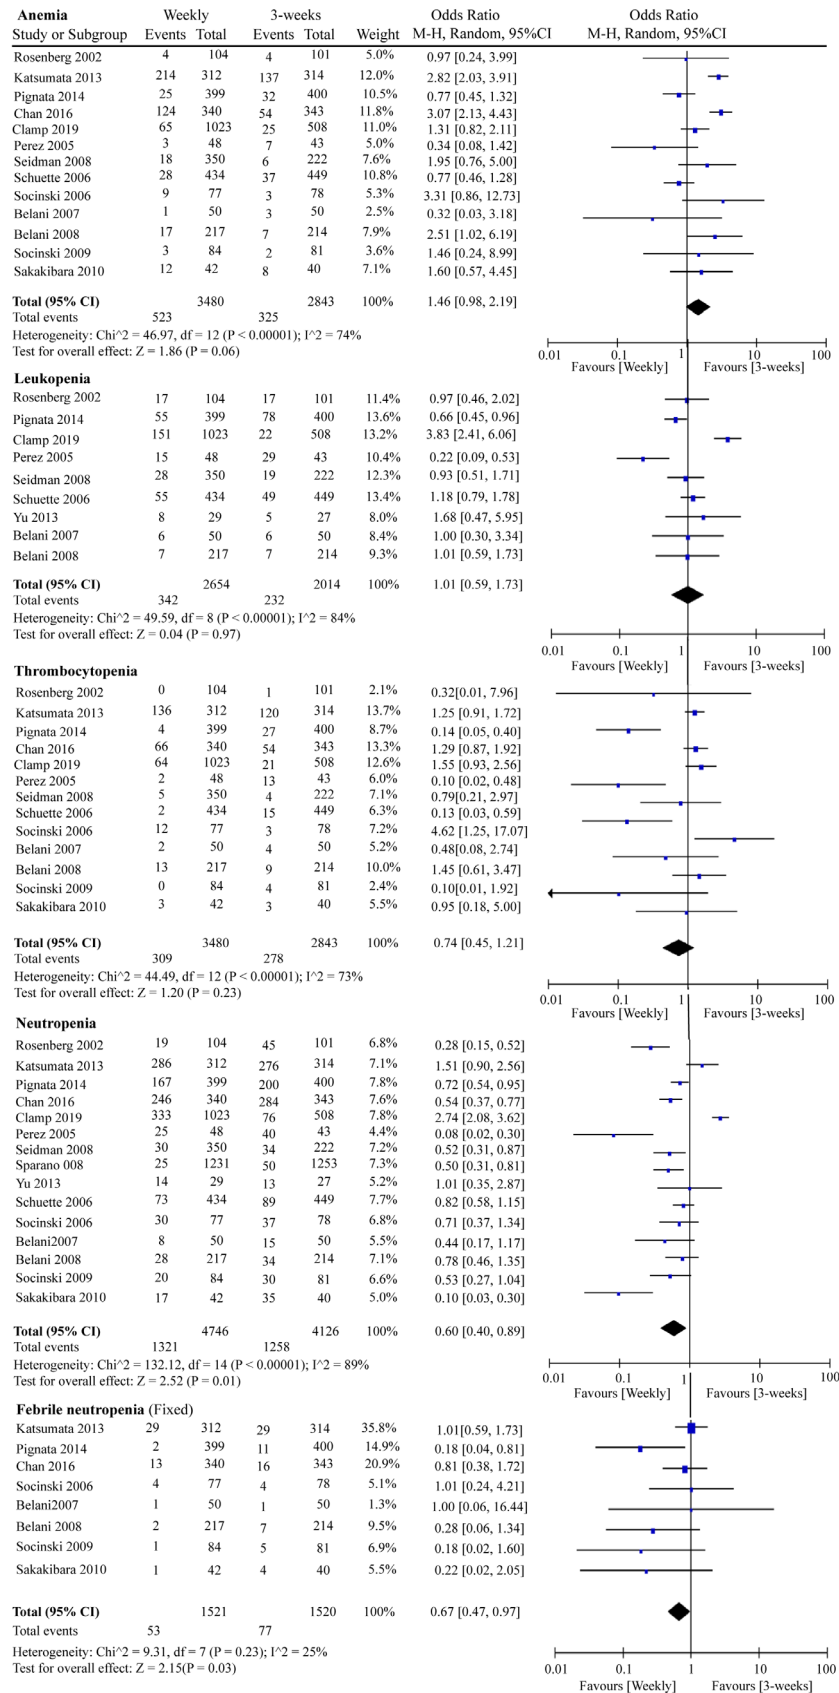 Anemia Weekly 3-weeks Odds Ratio Odds Ratio
Study or Subgroup Events Total Events Total Weight M-H, Random, 95%CI M-H, Random, 95%CI
Rosenberg 2002 4 104 4 101 5.0% 0.97 [0.24, 3.99]
Katsumata 2013 214 312 137 314 12.0% 2.82 [2.03, 3.91]
Pignata 2014 25 399 32 400 10.5% 0.77 [0.45, 1.32]
Chan 2016 124 340 54 343 11.8% 3.07 [2.13, 4.43]
Clamp 2019 65 1023 25 508 11.0% 1.31 [0.82, 2.11]
Perez 2005 3 48 7 43 5.0% 0.34 [0.08, 1.42]
Seidman 2008 18 350 6 222 7.6% 1.95 [0.76, 5.00]
Schuette 2006 28 434 37 449 10.8% 0.77 [0.46, 1.28]
Socinski 2006 9 77 3 78 5.3% 3.31 [0.86, 12.73]
Belani 2007 1 50 3 50 2.5% 0.32 [0.03, 3.18]
Belani 2008 17 217 7 214 7.9% 2.51 [1.02, 6.19]
Socinski 2009 3 84 2 81 3.6% 1.46 [0.24, 8.99]
Sakakibara 2010 12 42 8 40 7.1% 1.60 [0.57, 4.45]
Total (95% CI) 3480 2843 100% 1.46 [0.98, 2.19]
Total events 523 325
Heterogeneity: Chi^2 = 46.97, df = 12 (P < 0.00001); I^2 = 74%
Test for overall effect: Z = 1.86 (P = 0.06)
0.01 0.1 1 10 100
Favours [Weekly] Favours [3-weeks]
Leukopenia
Rosenberg 2002 17 104 17 101 11.4% 0.97 [0.46, 2.02]
Pignata 2014 55 399 78 400 13.6% 0.66 [0.45, 0.96]
Clamp 2019 151 1023 22 508 13.2% 3.83 [2.41, 6.06]
Perez 2005 15 48 29 43 10.4% 0.22 [0.09, 0.53]
Seidman 2008 28 350 19 222 12.3% 0.93 [0.51, 1.71]
Schuette 2006 55 434 49 449 13.4% 1.18 [0.79, 1.78]
Yu 2013 8 29 5 27 8.0% 1.68 [0.47, 5.95]
Belani 2007 6 50 6 50 8.4% 1.00 [0.30, 3.34]
Belani 2008 7 217 7 214 9.3% 1.01 [0.59, 1.73]
Total (95% CI) 2654 2014 100% 1.01 [0.59, 1.73]
Total events 342 232
Heterogeneity: Chi^2 = 49.59, df = 8 (P < 0.00001); I^2 = 84%
Test for overall effect: Z = 0.04 (P = 0.97)
0.01 0.1 1 10 100
Favours [Weekly] Favours [3-weeks]
Thrombocytopenia
Rosenberg 2002 0 104 1 101 2.1% 0.32[0.01, 7.96]
Katsumata 2013 136 312 120 314 13.7% 1.25 [0.91, 1.72]
Pignata 2014 4 399 27 400 8.7% 0.14 [0.05, 0.40]
Chan 2016 66 340 54 343 13.3% 1.29 [0.87, 1.92]
Clamp 2019 64 1023 21 508 12.6% 1.55 [0.93, 2.56]
Perez 2005 2 48 13 43 6.0% 0.10 [0.02, 0.48]
Seidman 2008 5 350 4 222 7.1% 0.79[0.21, 2.97]
Schuette 2006 2 434 15 449 6.3% 0.13 [0.03, 0.59]
Socinski 2006 12 77 3 78 7.2% 4.62 [1.25, 17.07]
Belani 2007 2 50 4 50 5.2% 0.48[0.08, 2.74]
Belani 2008 13 217 9 214 10.0% 1.45 [0.61, 3.47]
Socinski 2009 0 84 4 81 2.4% 0.10[0.01, 1.92]
Sakakibara 2010 3 42 3 40 5.5% 0.95 [0.18, 5.00]
Total (95% CI) 3480 2843 100% 0.74 [0.45, 1.21]
Total events 309 278
Heterogeneity: Chi^2 = 44.49, df = 12 (P < 0.00001); I^2 = 73%
Test for overall effect: Z = 1.20 (P = 0.23)
0.01 0.1 1 10 100
Favours [Weekly] Favours [3-weeks]
Neutropenia
Rosenberg 2002 19 104 45 101 6.8% 0.28 [0.15, 0.52]
Katsumata 2013 286 312 276 314 7.1% 1.51 [0.90, 2.56]
Pignata 2014 167 399 200 400 7.8% 0.72 [0.54, 0.95]
Chan 2016 246 340 284 343 7.6% 0.54 [0.37, 0.77]
Clamp 2019 333 1023 76 508 7.8% 2.74 [2.08, 3.62]
Perez 2005 25 48 40 43 4.4% 0.08 [0.02, 0.30]
Seidman 2008 30 350 34 222 7.2% 0.52 [0.31, 0.87]
Sparano 008 25 1231 50 1253 7.3% 0.50 [0.31, 0.81]
Yu 2013 14 29 13 27 5.2% 1.01 [0.35, 2.87]
Schuette 2006 73 434 89 449 7.7% 0.82 [0.58, 1.15]
Socinski 2006 30 77 37 78 6.8% 0.71 [0.37, 1.34]
Belani2007 8 50 15 50 5.5% 0.44 [0.17, 1.17]
Belani 2008 28 217 34 214 7.1% 0.78 [0.46, 1.35]
Socinski 2009 20 84 30 81 6.6% 0.53 [0.27, 1.04]
Sakakibara 2010 17 42 35 40 5.0% 0.10 [0.03, 0.30]
Total (95% CI) 4746 4126 100% 0.60 [0.40, 0.89]
Total events 1321 1258
Heterogeneity: Chi^2 = 132.12, df = 14 (P < 0.00001); I^2 = 89%
Test for overall effect: Z = 2.52 (P = 0.01)
0.01 0.1 1 10 100
Favours [Weekly] Favours [3-weeks]
Febrile neutropenia (Fixed)
Katsumata 2013 29 312 29 314 35.8% 1.01[0.59, 1.73]
Pignata 2014 2 399 11 400 14.9% 0.18 [0.04, 0.81]
Chan 2016 13 340 16 343 20.9% 0.81 [0.38, 1.72]
Socinski 2006 4 77 4 78 5.1% 1.01 [0.24, 4.21]
Belani2007 1 50 1 50 1.3% 1.00 [0.06, 16.44]
Belani 2008 2 217 7 214 9.5% 0.28 [0.06, 1.34]
Socinski 2009 1 84 5 81 6.9% 0.18 [0.02, 1.60]
Sakakibara 2010 1 42 4 40 5.5% 0.22 [0.02, 2.05]
Total (95% CI) 1521 1520 100% 0.67 [0.47, 0.97]
Total events 53 77
Heterogeneity: Chi^2 = 9.31, df = 7 (P = 0.23); I^2 = 25%
Test for overall effect: Z = 2.15(P = 0.03)
0.01 0.1 1 10 100
Favours [Weekly] Favours [3-weeks]